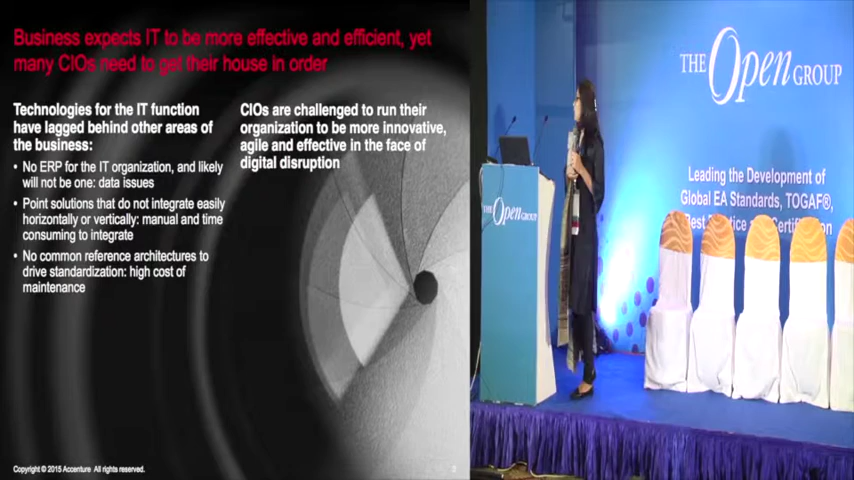 Business expects IT to be more effective and efficient, yet
many CIOs need to get their house in order
Technologies for the IT function
have lagged behind other areas of
the business:
• No ERP for the IT organization, and likely
will not be one: data issues
• Point solutions that do not integrate easily
horizontally or vertically: manual and time
consuming to integrate
• No common reference architectures to
drive standardization: high cost of
maintenance
CIOs are challenged to run their
organization to be more innovative,
agile and effective in the face of
digital disruption
Copyright © 2015 Accenture All rights reserved.
THE Open GROUP
Leading the Development of
Global EA Standards, TOGAF®,
THE Open GROUP